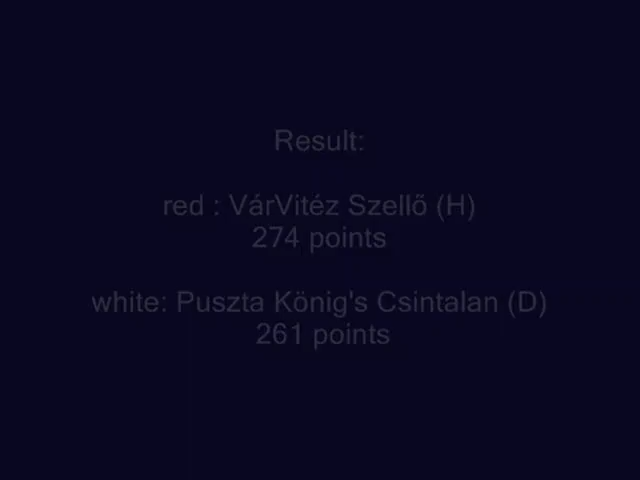 Result:
red : VárVitéz Szellő (H)
274 points
white: Puszta König's Csintalan (D)
261 points